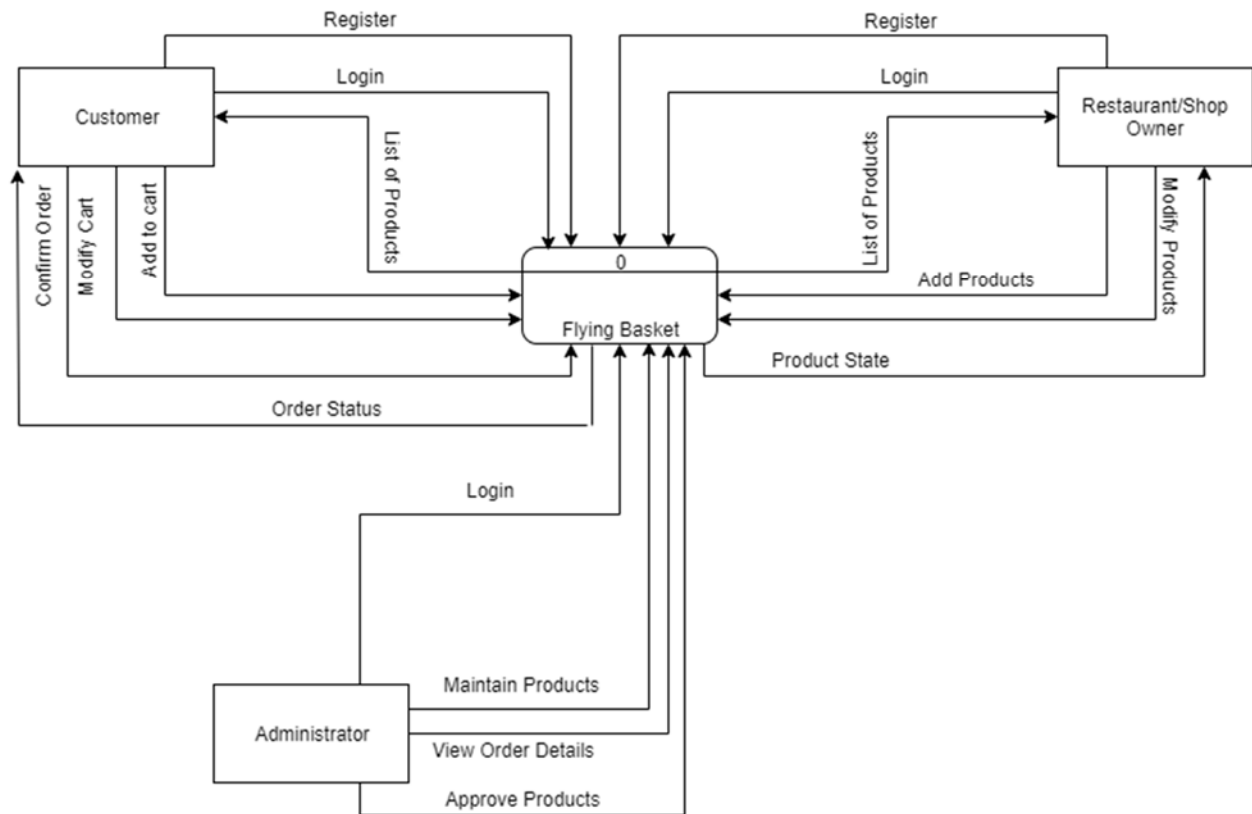 Register
Register
Login
Login
Customer
Restaurant/Shop
Owner
List of Products
List of Products
Confirm Order
Modify Cart
Add to cart
Modify Products
0
Add Products
Flying Basket
Product State
Order Status
Login
Maintain Products
Administrator
View Order Details
Approve Products